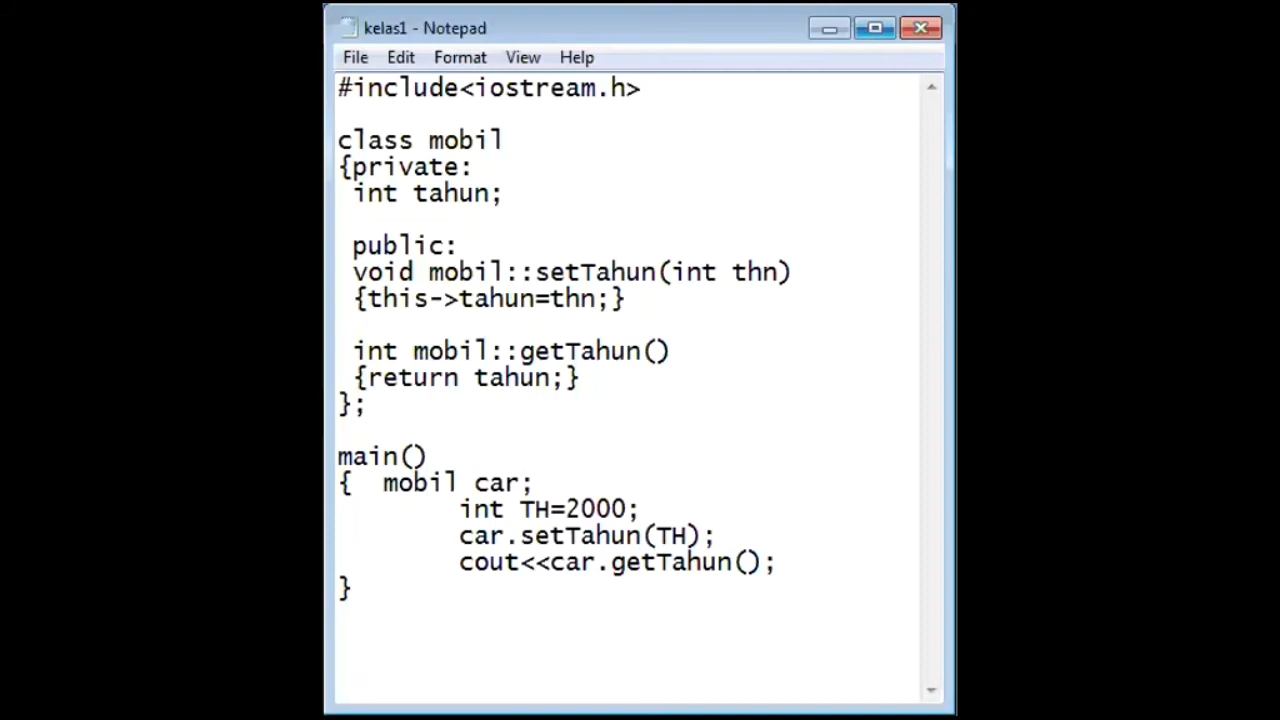 kelas1 - Notepad
File Edit Format View Help
#include<iostream.h>
class mobil
{private:
int tahun;
public:
void mobil::setTahun(int thn)
{this->tahun=thn;}
int mobil::getTahun()
{return tahun;}
};
main()
{ mobil car;
int TH=2000;
car.setTahun(TH);
cout<<car.getTahun();
}